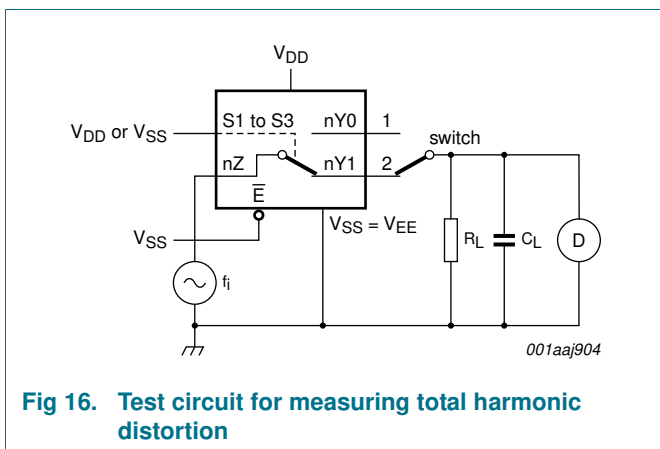 VDD
S1 to S3 nY0 1
VDD or VSS
switch
nZ nY1 2
E̅
VSS VSS = VEE
RL CL D
fi
001aaj904
Fig 16. Test circuit for measuring total harmonic
distortion